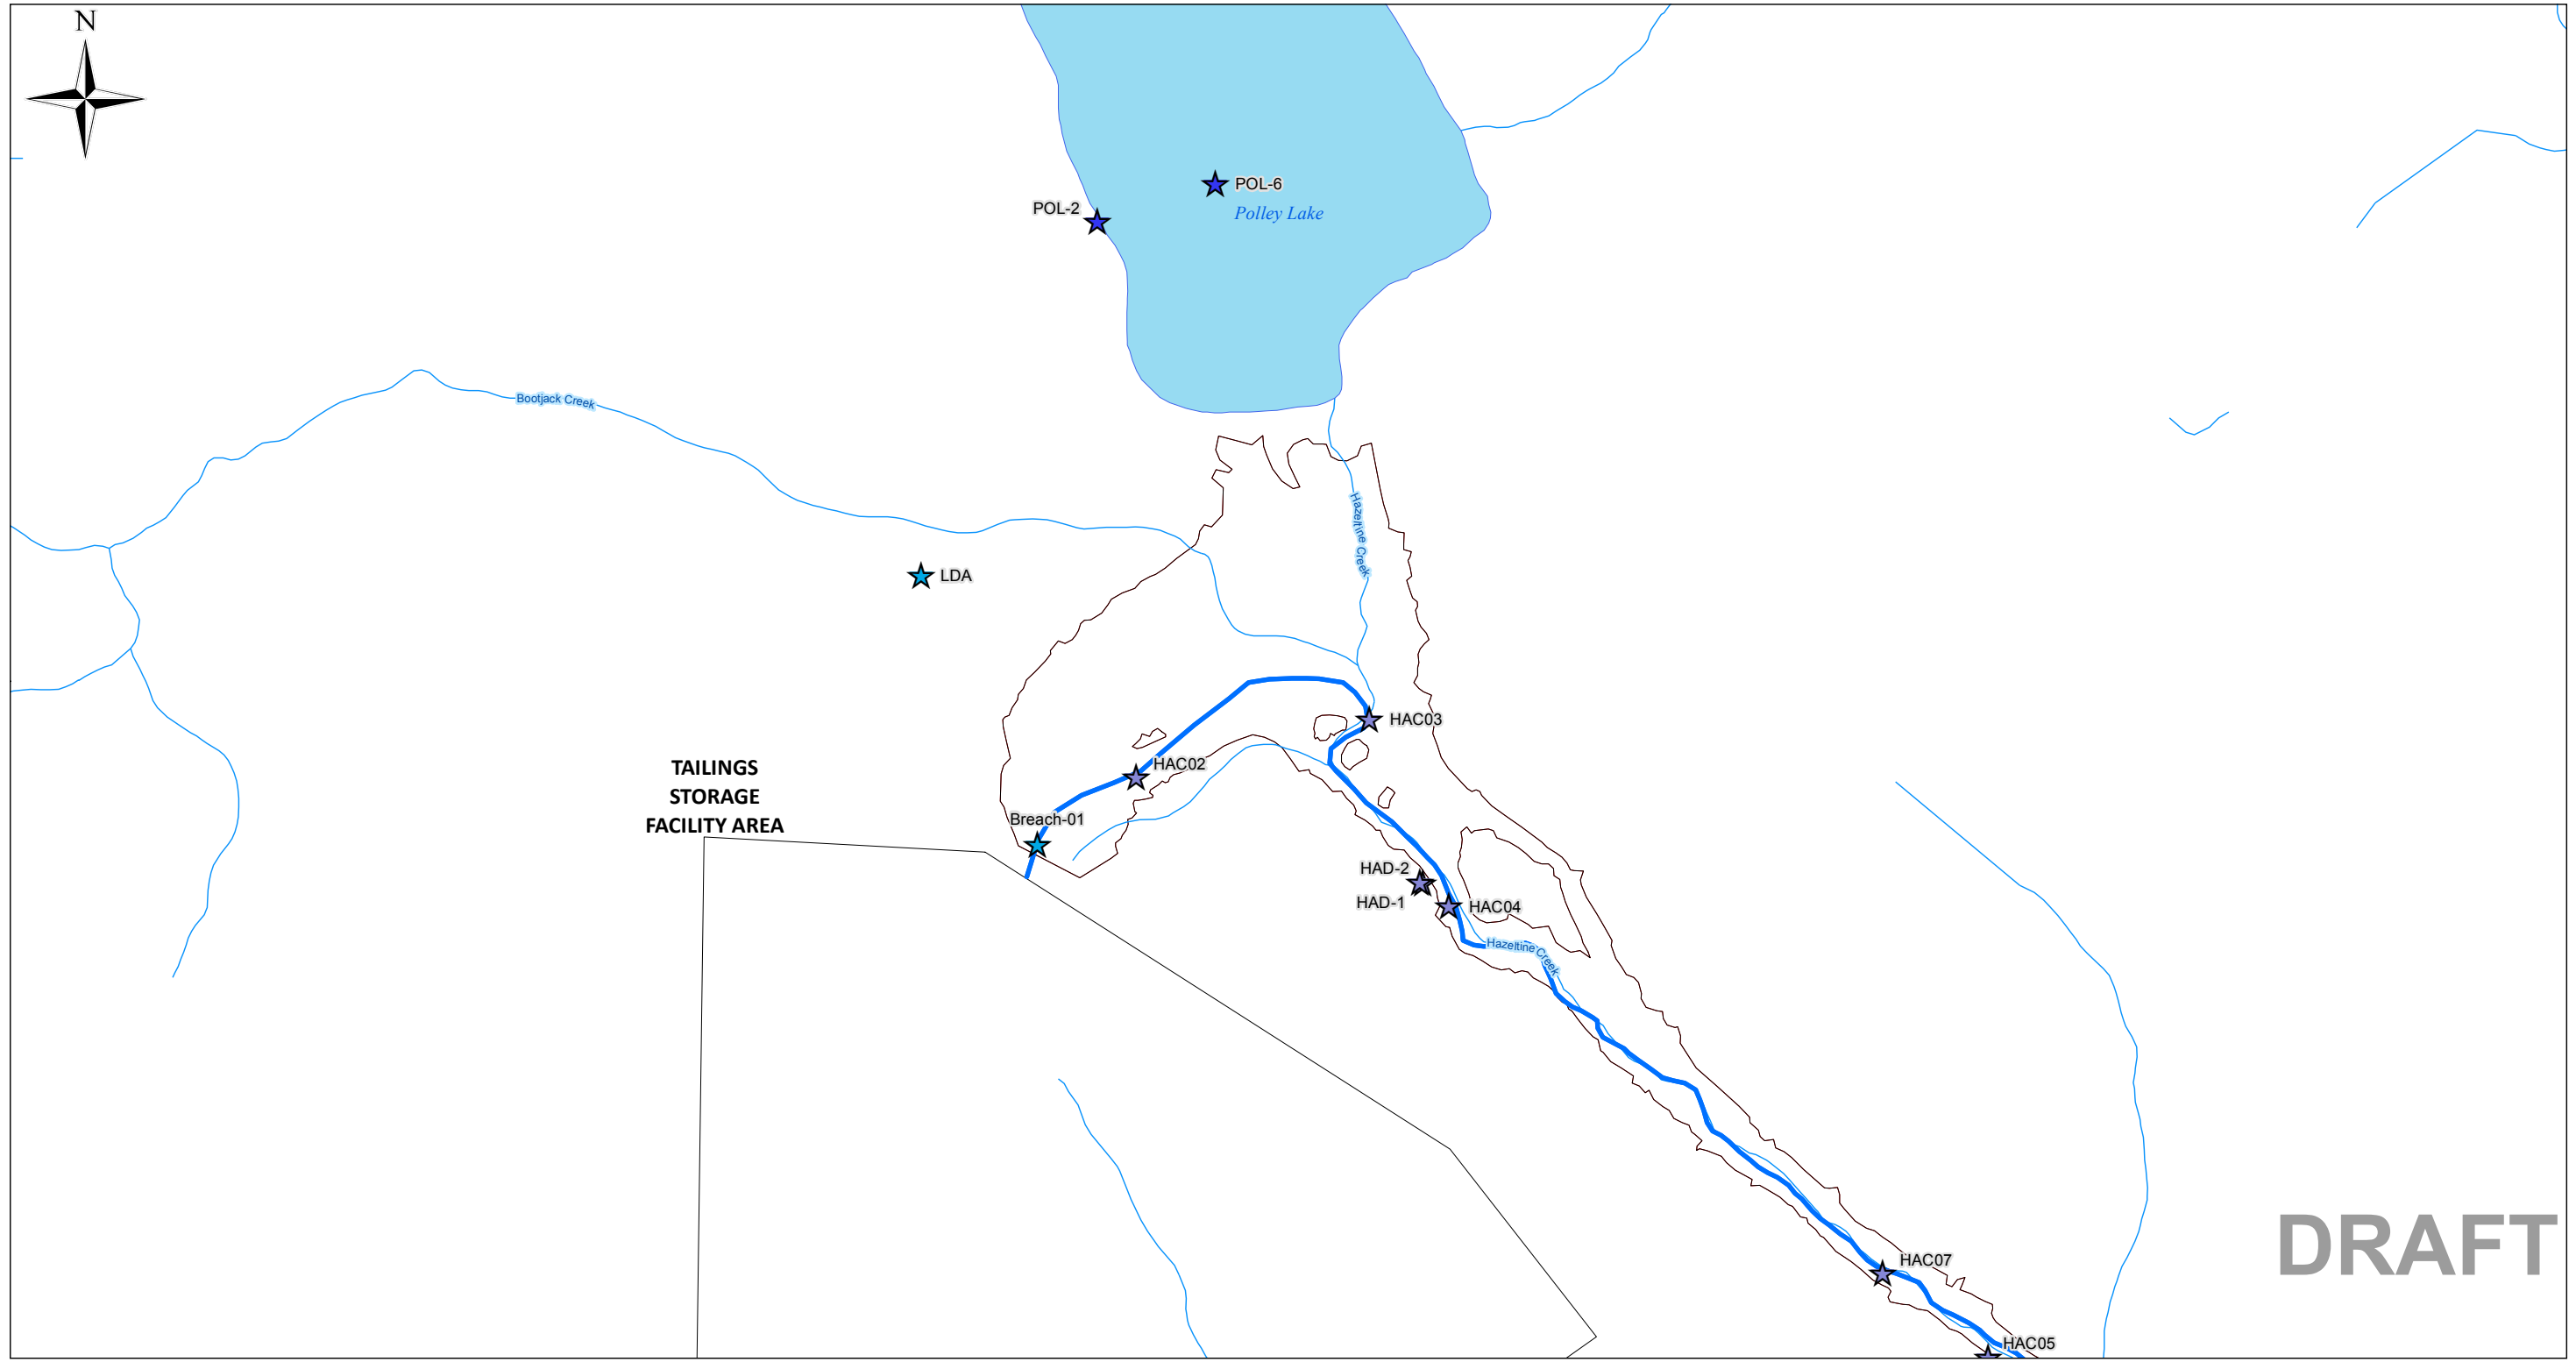 N
POL-6
POL-2
Polley Lake
Bootjack Creek
Hazeltine Creek
LDA
HAC03
HAC02
TAILINGS
STORAGE
FACILITY AREA
Breach-01
HAD-2
HAD-1
HAC04
Hazeltine Creek
DRAFT
HAC07
HAC05